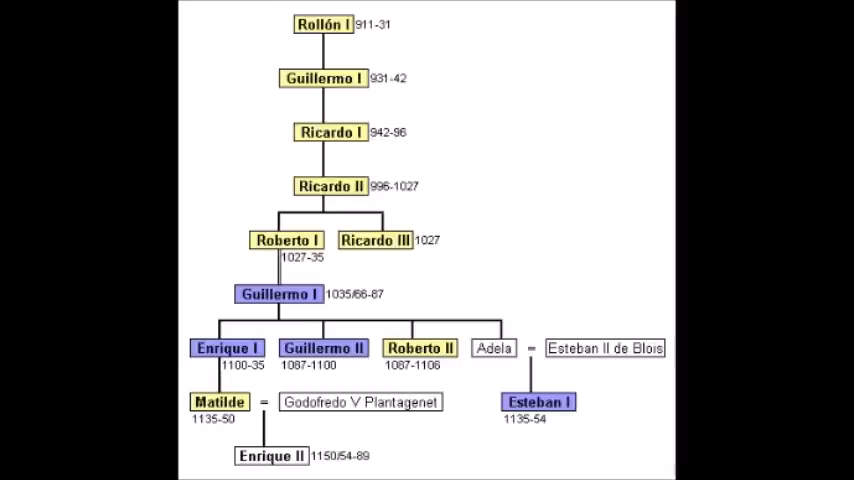 Rollón I 911-31
Guillermo I 931-42
Ricardo I 942-96
Ricardo II 996-1027
Roberto I Ricardo III 1027
1027-35
Guillermo I 1035/66-87
Enrique I Guillermo II Roberto II Adela = Esteban II de Blois
1100-35 1087-1100 1087-1106
Matilde = Godofredo V Plantagenet Esteban I
1135-50 1135-54
Enrique II 1150/54-89